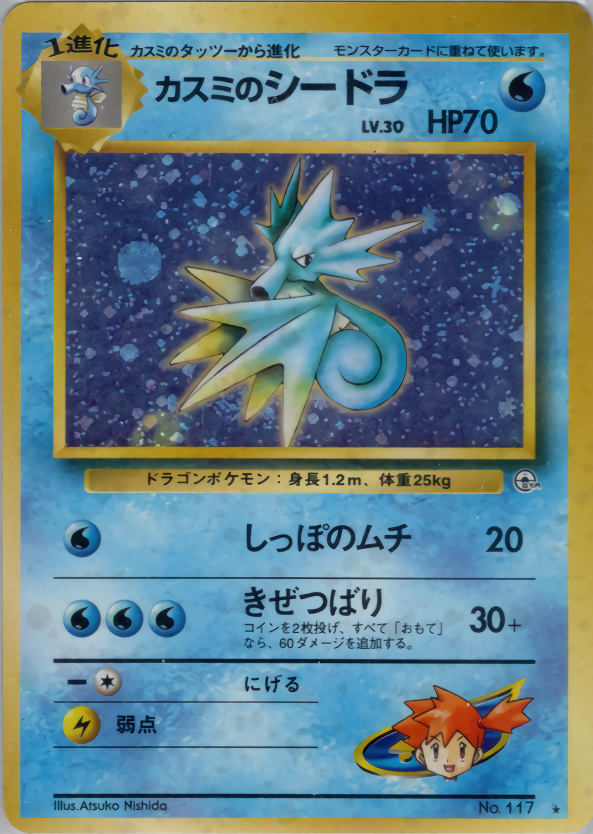 1進化
カスミのタッツーから進化
モンスターカードに重ねて使います。
カスミのシードラ
LV.30 HP70
ドラゴンポケモン：身長1.2m、体重25kg
GYM
しっぽのムチ 20
きぜつばり 30+
コインを2枚投げ、すべて「おもて」
なら、60ダメージを追加する。
にげる
弱点
Illus.Atsuko Nishida
No. 117 ★